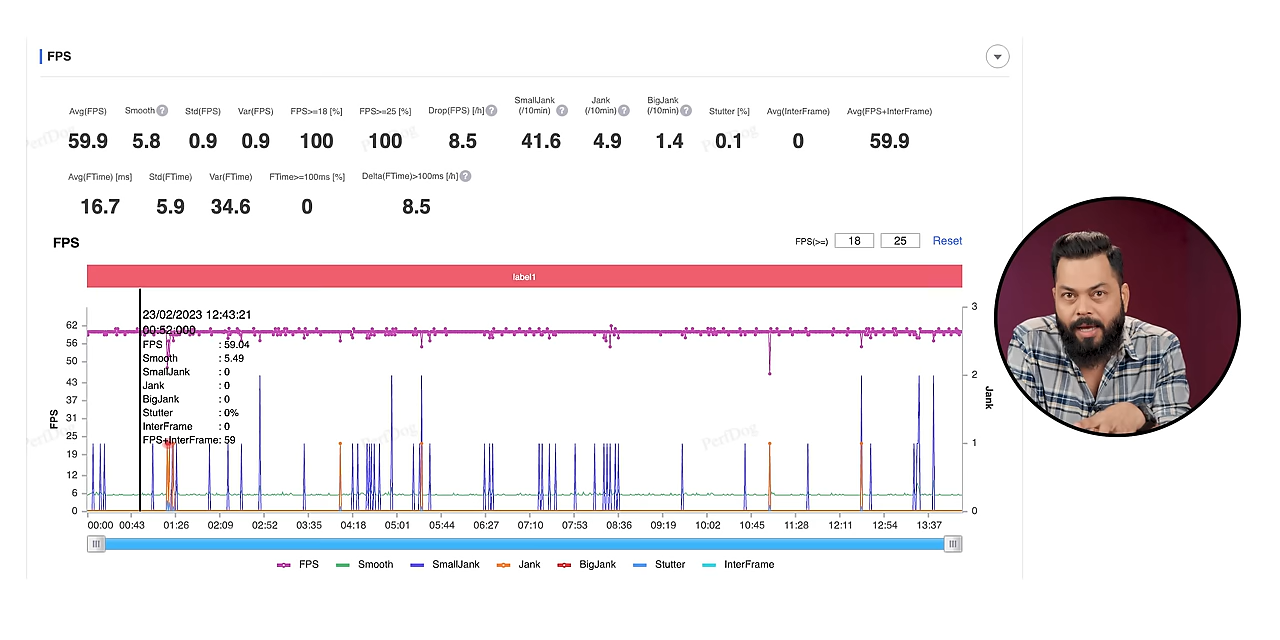 FPS
Avg(FPS) Smooth ? Std(FPS) Var(FPS) FPS>=18 [%] FPS>=25 [%] Drop(FPS) [/h] ? SmallJank (/10min) ? Jank (/10min) ? BigJank (/10min) ? Stutter [%] Avg(InterFrame) Avg(FPS+InterFrame)
59.9 5.8 0.9 0.9 100 100 8.5 41.6 4.9 1.4 0.1 0 59.9
Avg(FTime) [ms] Std(FTime) Var(FTime) FTime>=100ms [%] Delta(FTime)>100ms [/h] ?
16.7 5.9 34.6 0 8.5
FPS
FPS(>=) 18 25 Reset
label1
23/02/2023 12:43:21
00:52:000
FPS : 59.04
Smooth : 5.49
SmallJank : 0
Jank : 0
BigJank : 0
Stutter : 0%
InterFrame : 0
FPS+InterFrame: 59
FPS
62
56
50
43
37
31
25
19
12
6
0
3
2
1
0
Jank
00:00 00:43 01:26 02:09 02:52 03:35 04:18 05:01 05:44 06:27 07:10 07:53 08:36 09:19 10:02 10:45 11:28 12:11 12:54 13:37
FPS Smooth SmallJank Jank BigJank Stutter InterFrame
PerfDog
PerfDog
PerfDog